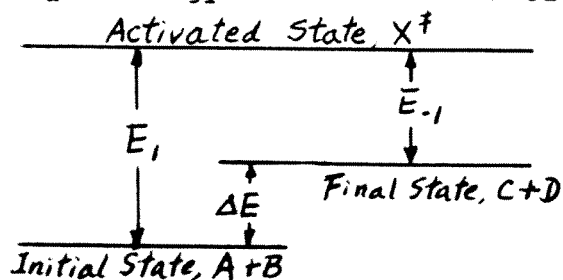 Activated State, X‡
E₁
E₋₁
ΔE
Final State, C+D
Initial State, A+B